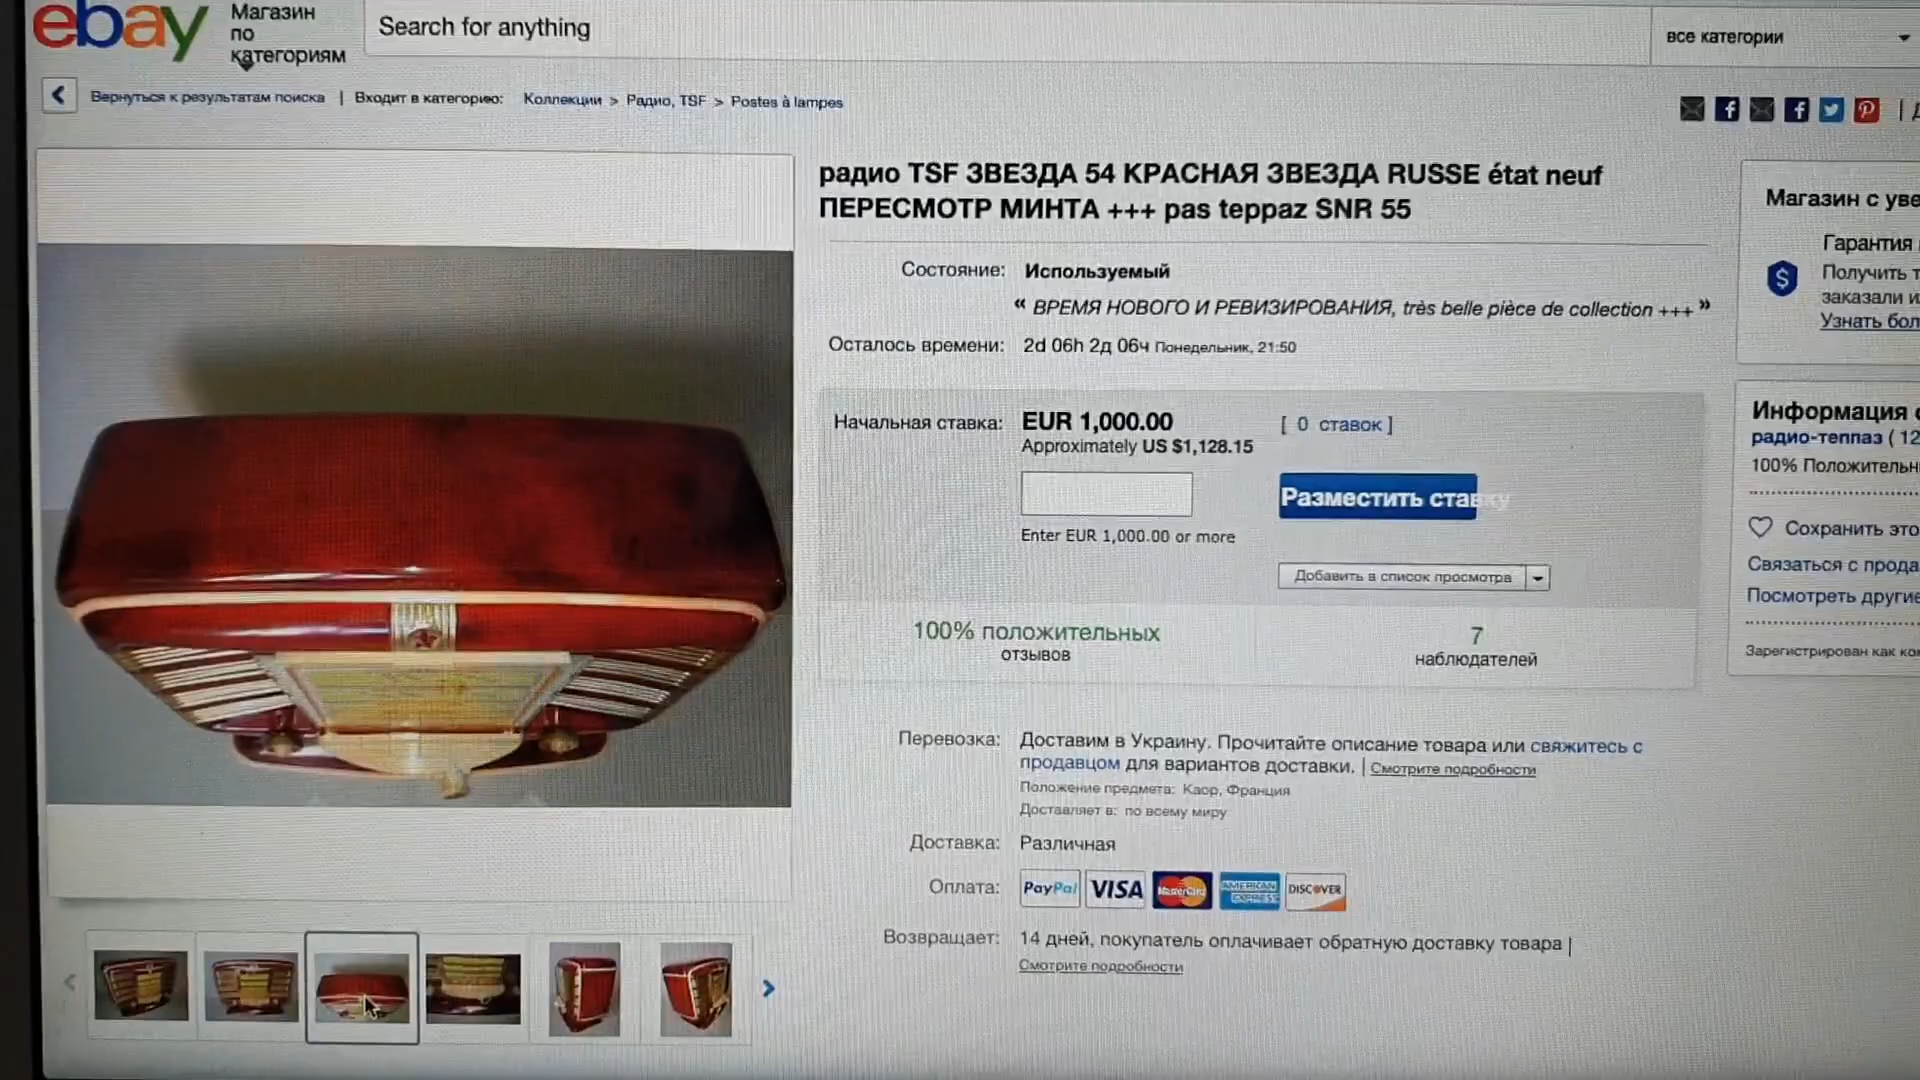 ebay
Магазин
по
категориям
Search for anything
все категории
Вернуться к результатам поиска | Входит в категорию: Коллекции > Радио, TSF > Postes à lampes
радио TSF ЗВЕЗДА 54 КРАСНАЯ ЗВЕЗДА RUSSE état neuf
ПЕРЕСМОТР МИНТА +++ pas teppaz SNR 55
Состояние: Используемый
“ ВРЕМЯ НОВОГО И РЕВИЗИРОВАНИЯ, très belle pièce de collection +++ ”
Осталось времени: 2d 06h 2д 06ч Понедельник, 21:50
Начальная ставка: EUR 1,000.00 [ 0 ставок ]
Approximately US $1,128.15
Разместить ставку
Enter EUR 1,000.00 or more
Добавить в список просмотра
100% положительных
отзывов
7
наблюдателей
Перевозка: Доставим в Украину. Прочитайте описание товара или свяжитесь с
продавцом для вариантов доставки. | Смотрите подробности
Положение предмета: Каор, Франция
Доставляет в: по всему миру
Доставка: Различная
Оплата: PayPal VISA MasterCard AMERICAN EXPRESS DISCOVER
Возвращает: 14 дней, покупатель оплачивает обратную доставку товара |
Смотрите подробности
Магазин с уве
Гарантия
Получить т
заказали и
Узнать бол
Информация
радио-теппаз ( 12
100% Положительн
Сохранить это
Связаться с прода
Посмотреть другие
Зарегистрирован как ко